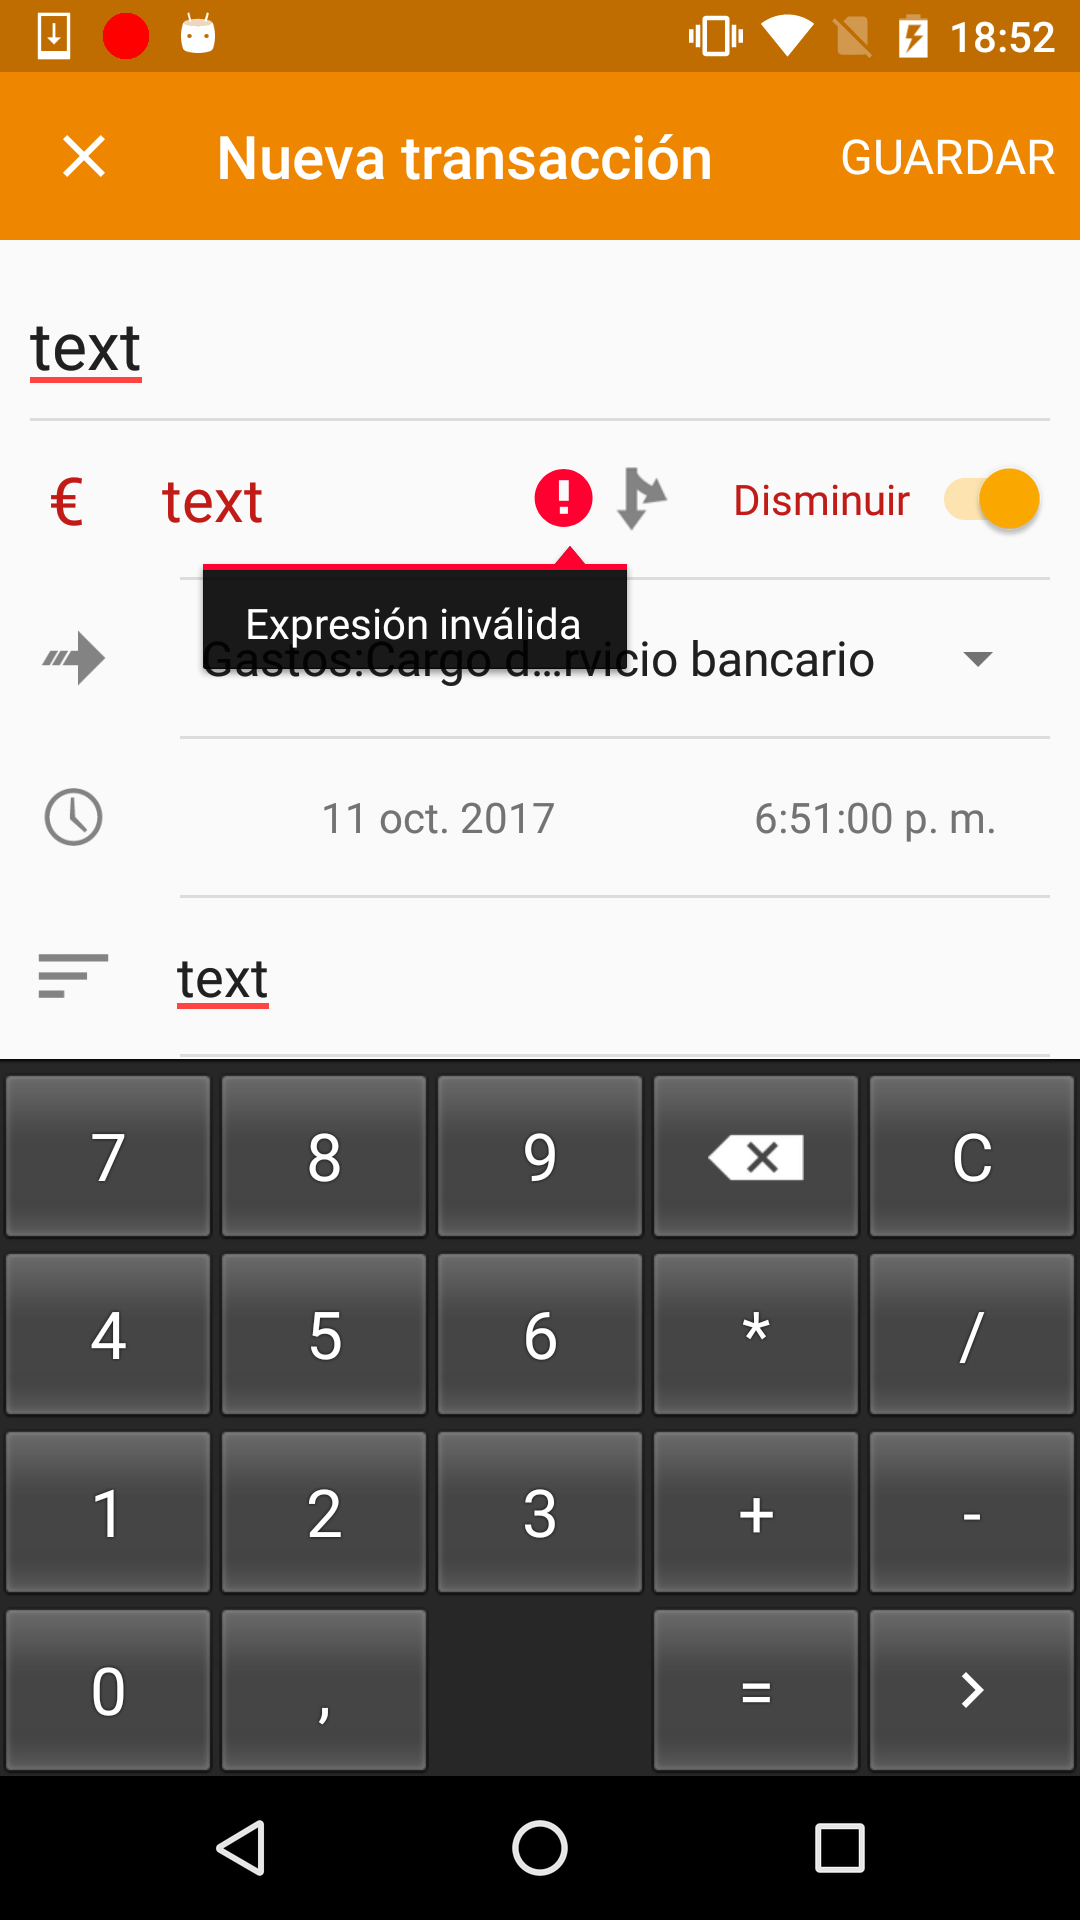 18:52
Nueva transacción GUARDAR
text
€ text Disminuir
Expresión inválida
Gastos:Cargo d…rvicio bancario
11 oct. 2017 6:51:00 p. m.
text
7 8 9 C
4 5 6 * /
1 2 3 + -
0 , = >